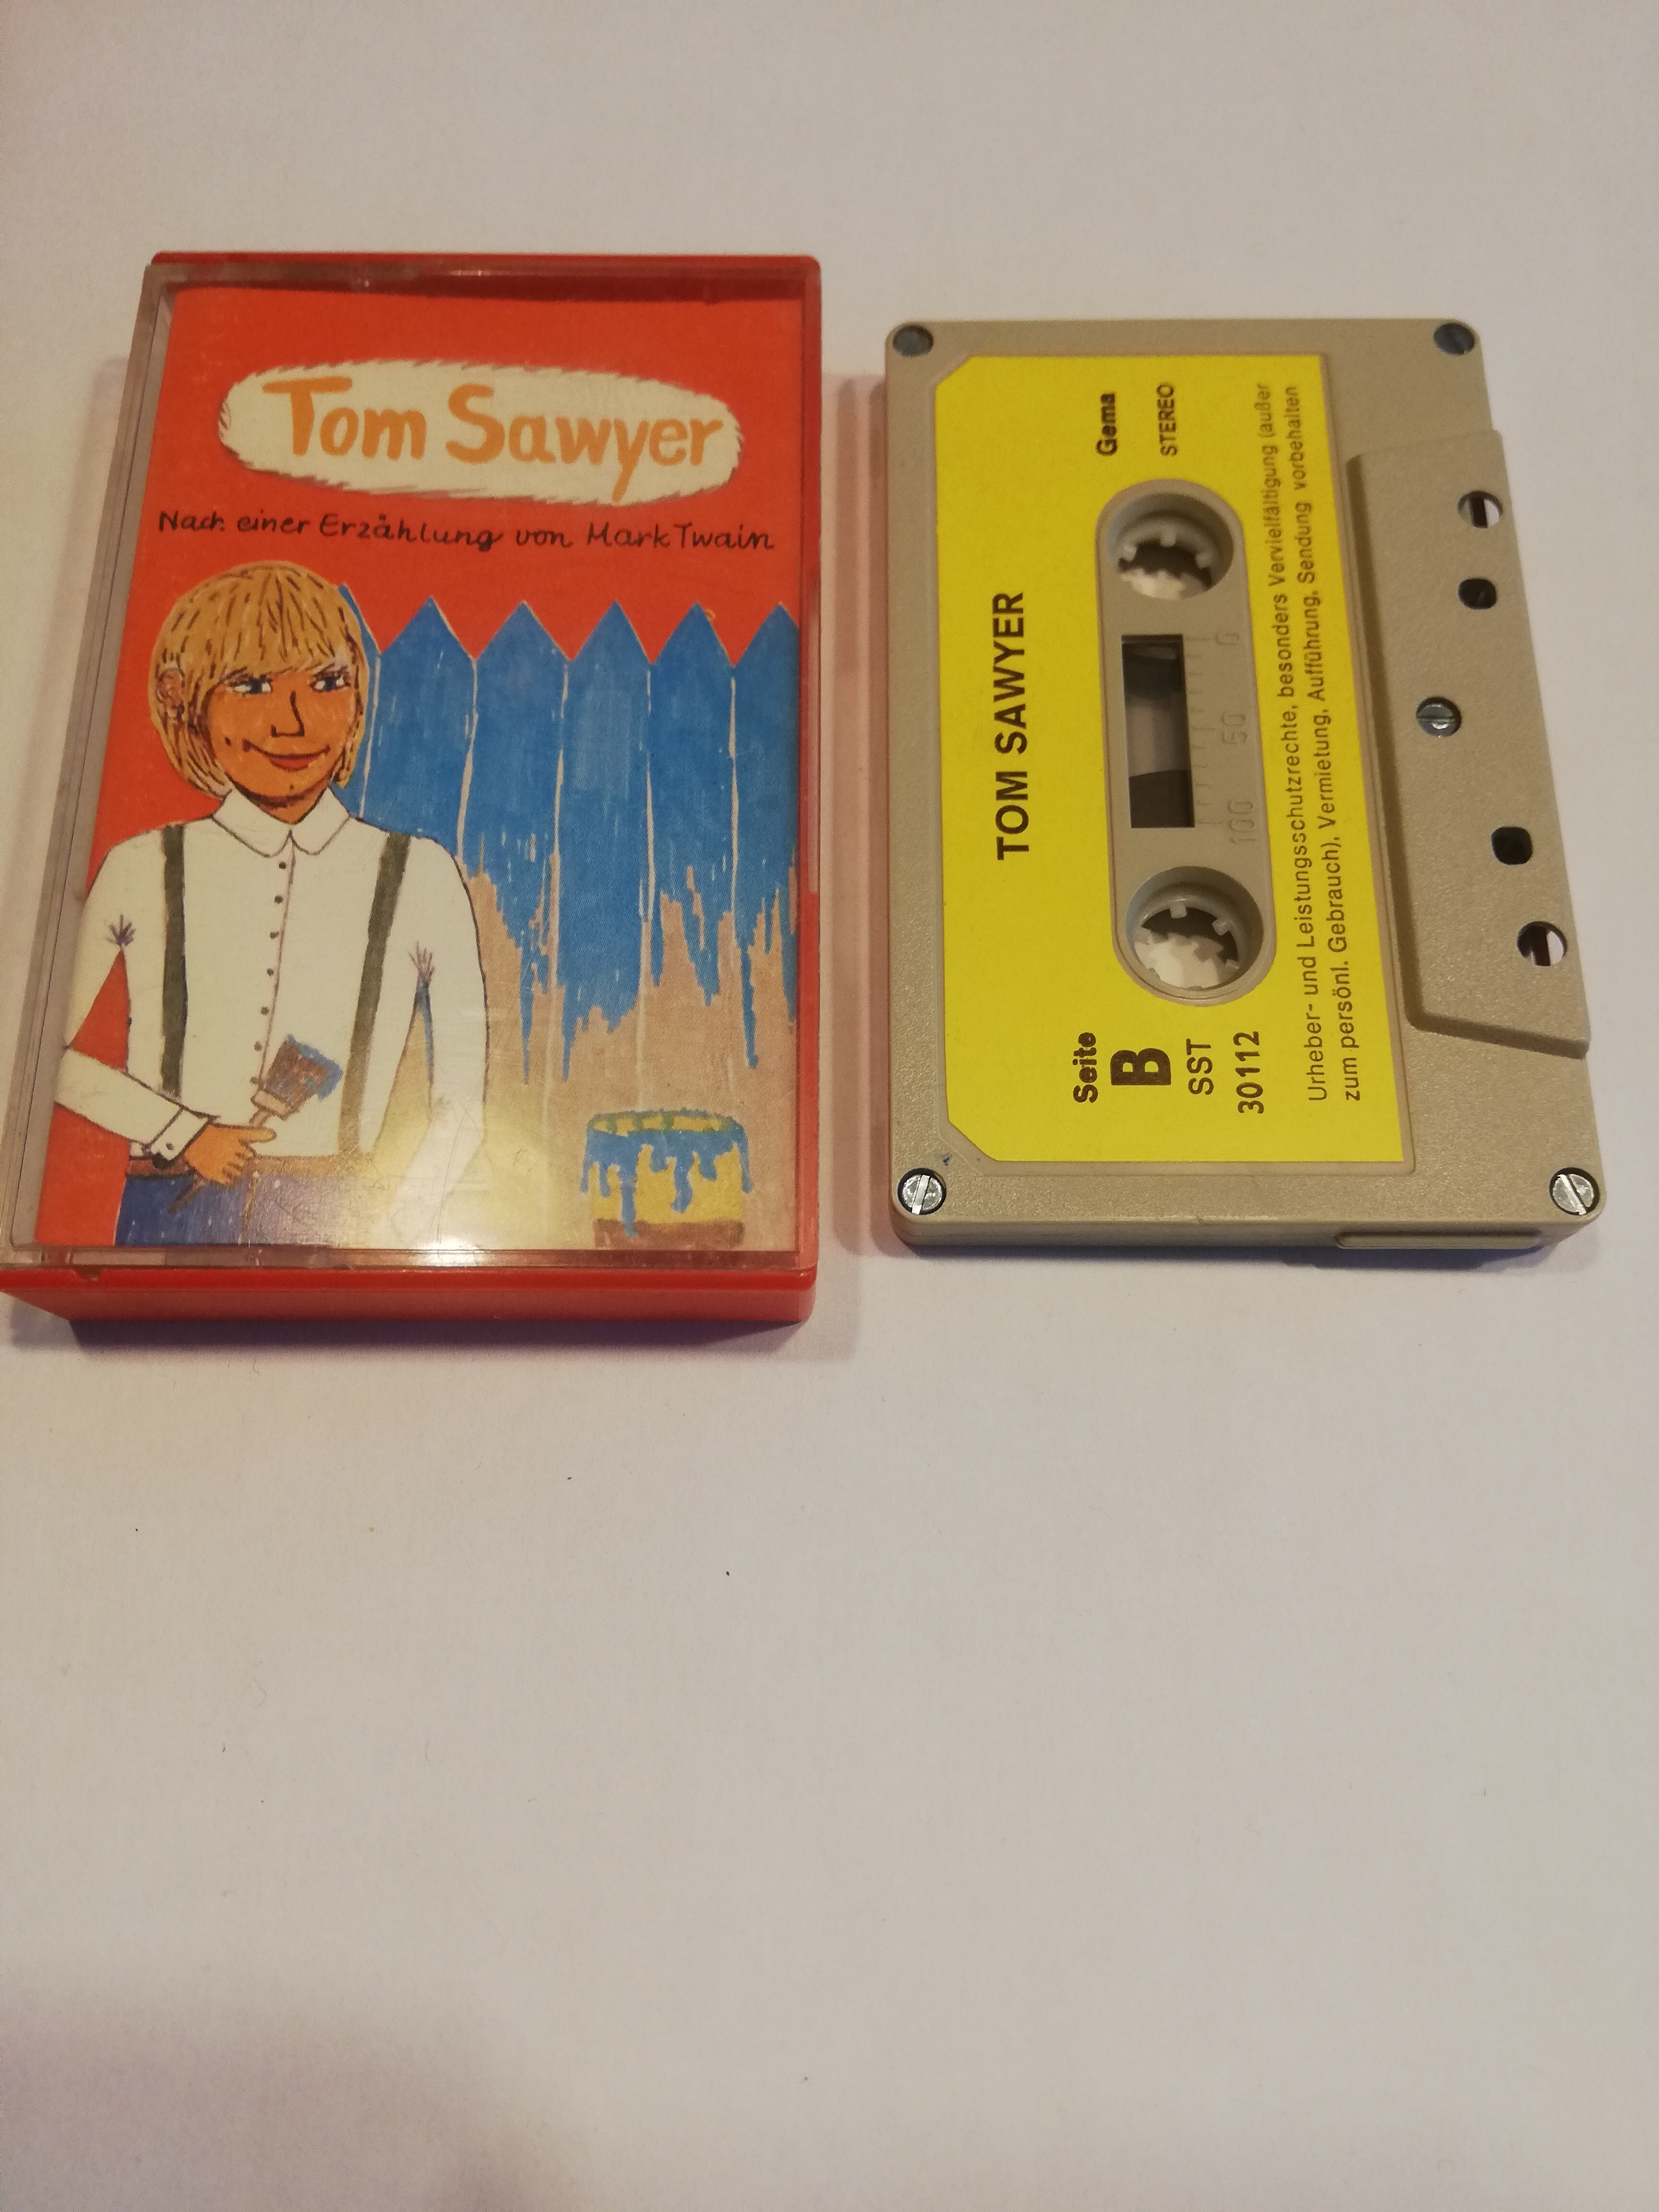 Tom Sawyer
Nach einer Erzählung von Mark Twain
TOM SAWYER
Seite
B
SST
30112
Gema
STEREO
100 50 0
Urheber- und Leistungsschutzrechte, besonders Vervielfältigung (außer
zum persönl. Gebrauch), Vermietung, Aufführung, Sendung vorbehalten